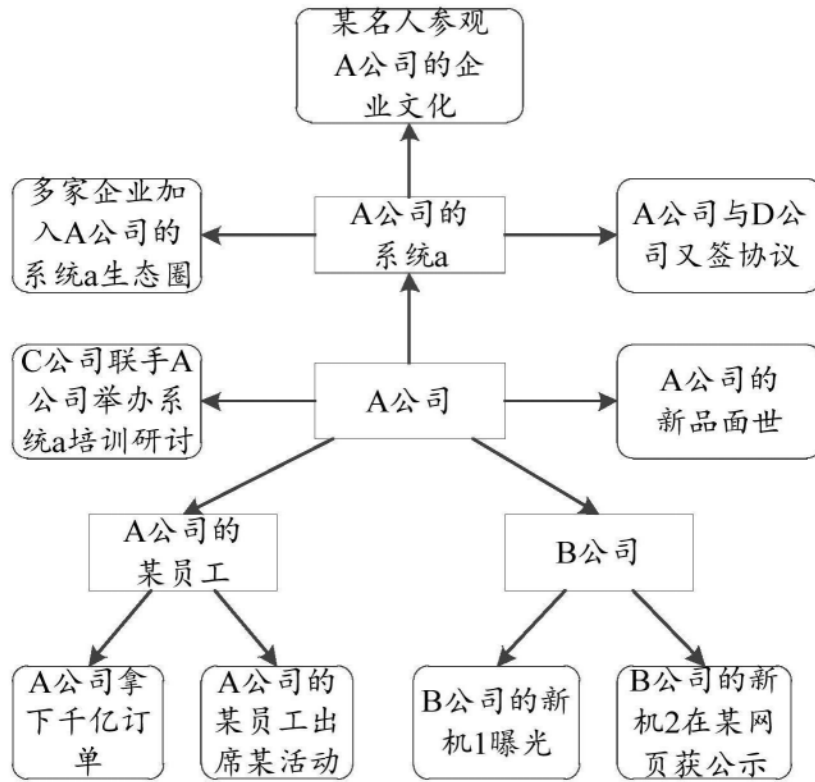 某名人参观
A公司的企
业文化
多家企业加
入A公司的
系统a生态圈
A公司的
系统a
A公司与D公
司又签协议
C公司联手A
公司举办系
统a培训研讨
A公司
A公司的
新品面世
A公司的
某员工
B公司
A公司拿
下千亿订
单
A公司的
某员工出
席某活动
B公司的新
机1曝光
B公司的新
机2在某网
页获公示